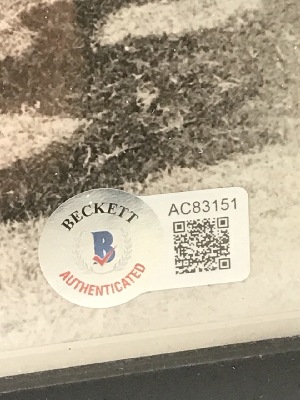 BECKETT
B
AUTHENTICATED
AC83151